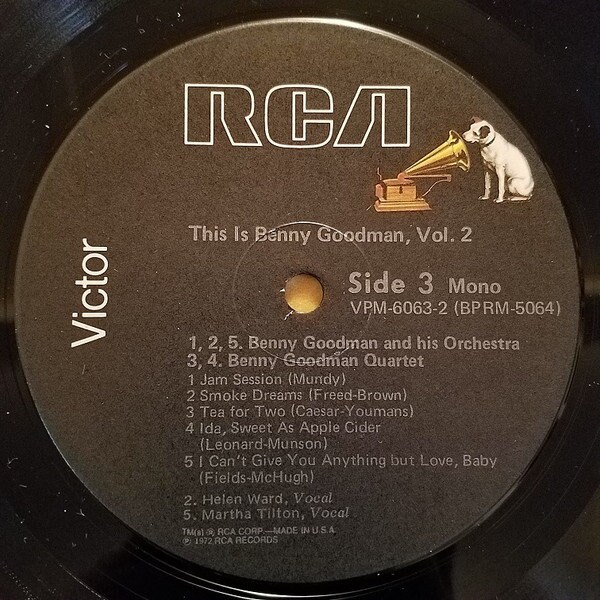 RCA
Victor
This Is Benny Goodman, Vol. 2
Side 3 Mono
VPM-6063-2 (BPRM-5064)
1, 2, 5. Benny Goodman and his Orchestra
3, 4. Benny Goodman Quartet
1 Jam Session (Mundy)
2 Smoke Dreams (Freed-Brown)
3 Tea for Two (Caesar-Youmans)
4 Ida, Sweet As Apple Cider
(Leonard-Munson)
5 I Can't Give You Anything but Love, Baby
(Fields-McHugh)
2. Helen Ward, Vocal
5. Martha Tilton, Vocal
TM(s) ® RCA CORP.—MADE IN U.S.A.
℗ 1972 RCA RECORDS